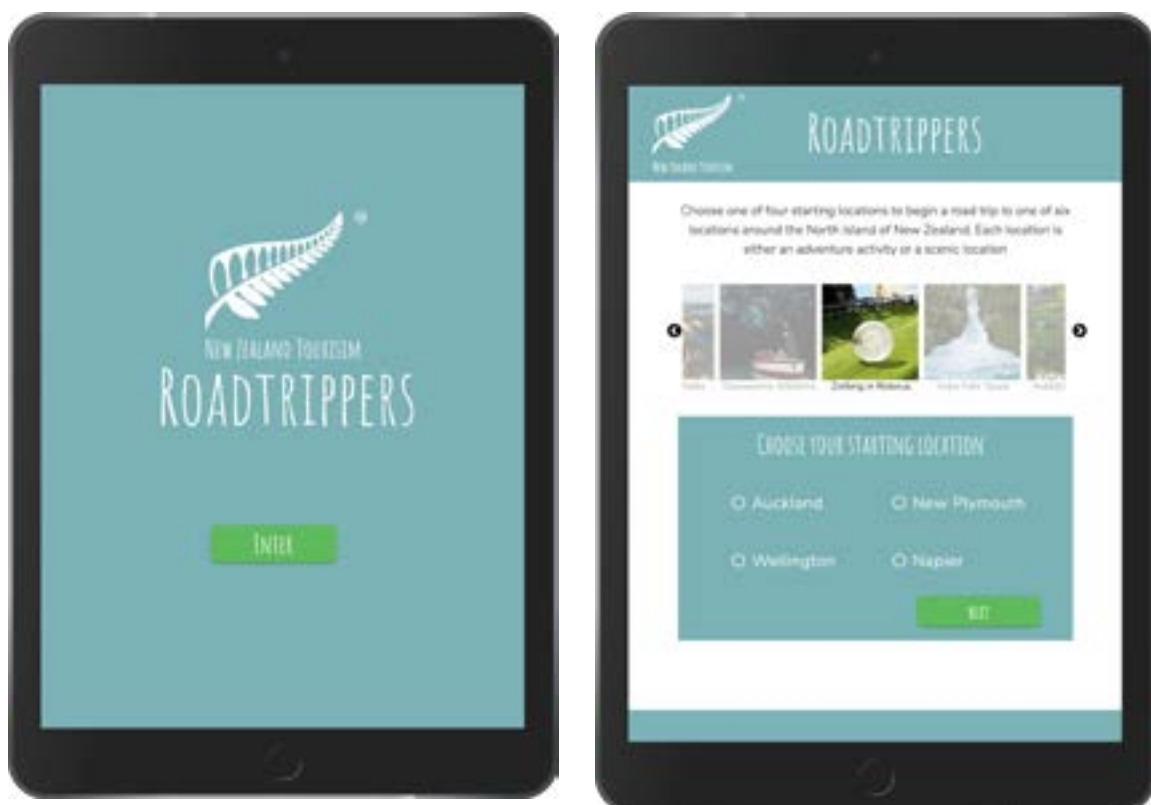 ®
NEW ZEALAND TOURISIM
ROADTRIPPERS
ENTER
NEW ZEALAND TOURISIM
ROADTRIPPERS
Choose one of four starting locations to begin a road trip to one of six
locations around the North Island of New Zealand. Each location is
either an adventure activity or a scenic location
Zorbing in Rotorua
CHOOSE YOUR STARTING LOCATION
Auckland
New Plymouth
Wellington
Napier
NEXT